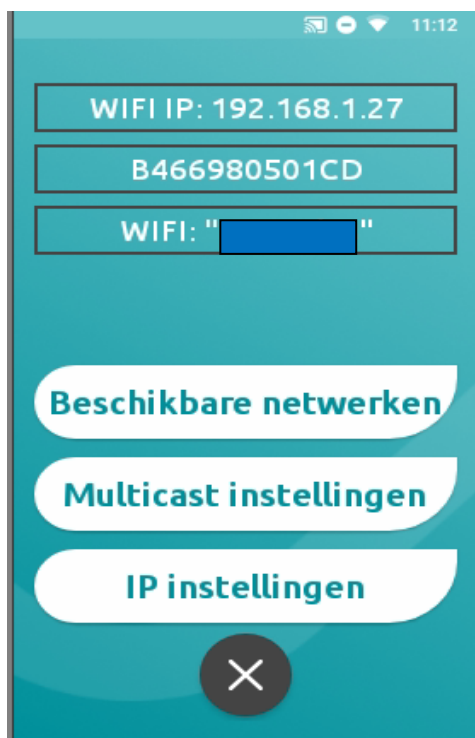 11:12
WIFI IP: 192.168.1.27
B466980501CD
WIFI: " "
Beschikbare netwerken
Multicast instellingen
IP instellingen